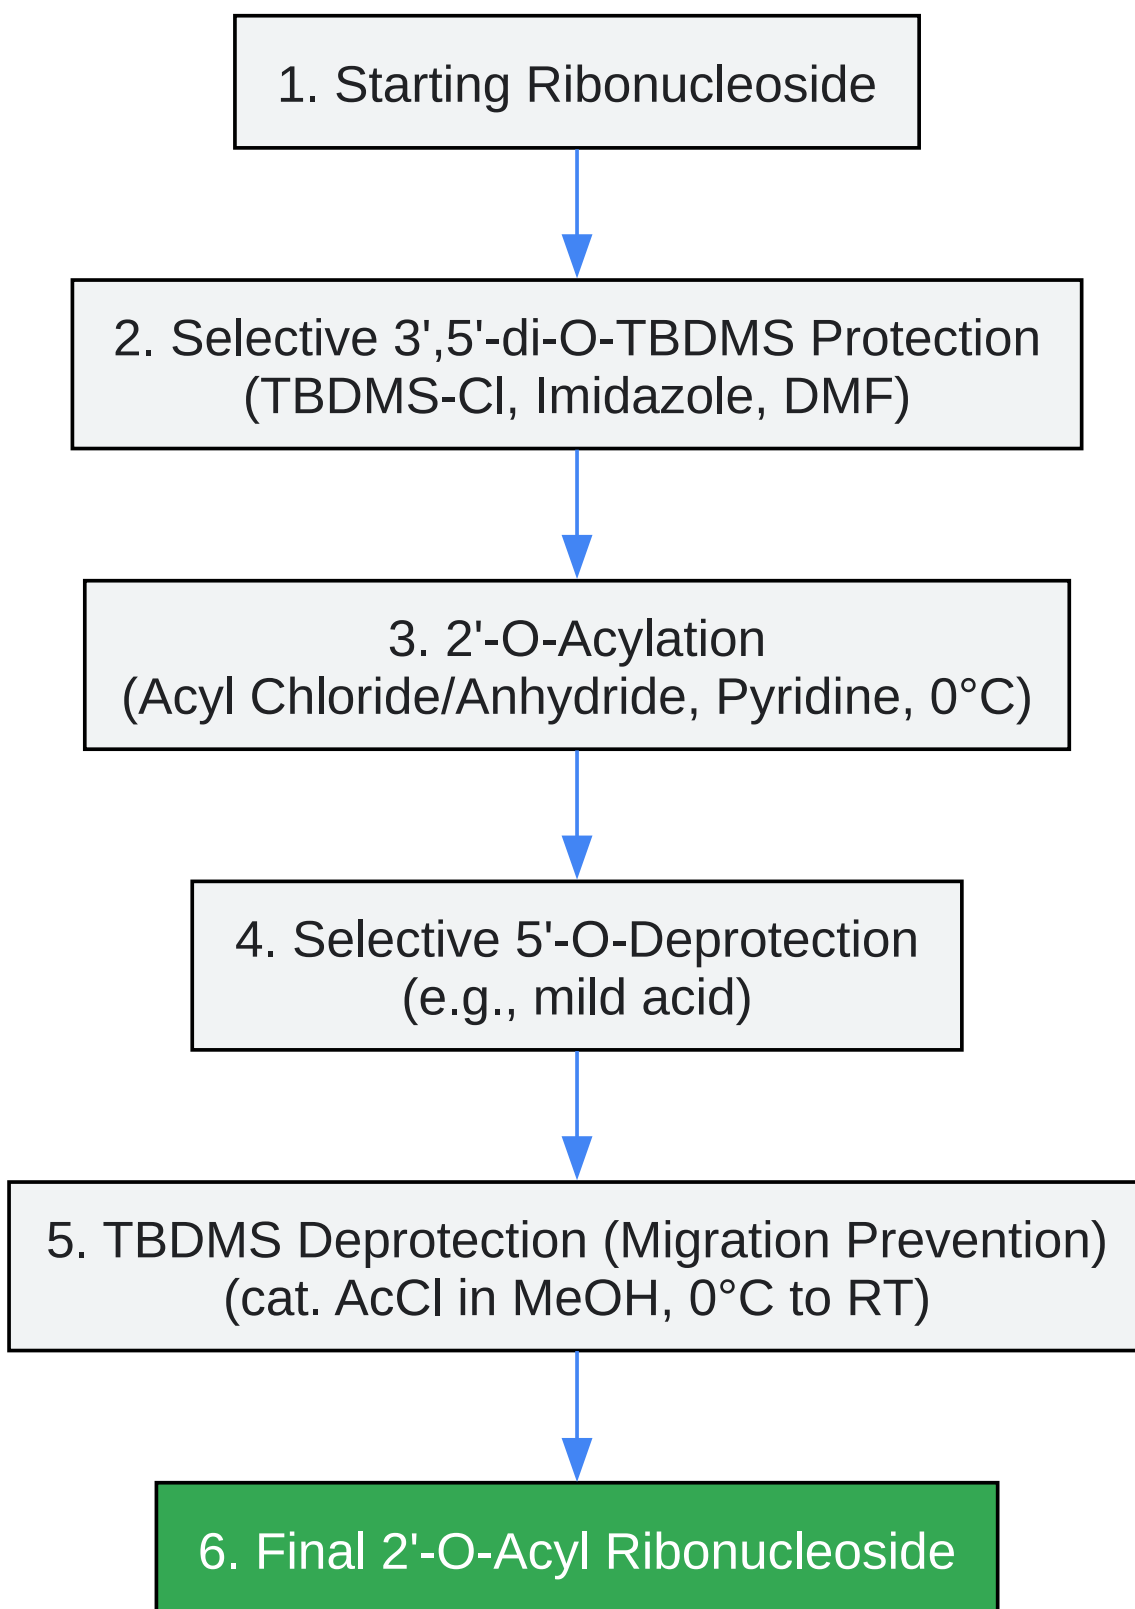 1. Starting Ribonucleoside
2. Selective 3',5'-di-O-TBDMS Protection
(TBDMS-Cl, Imidazole, DMF)
3. 2'-O-Acylation
(Acyl Chloride/Anhydride, Pyridine, 0°C)
4. Selective 5'-O-Deprotection
(e.g., mild acid)
5. TBDMS Deprotection (Migration Prevention)
(cat. AcCl in MeOH, 0°C to RT)
6. Final 2'-O-Acyl Ribonucleoside